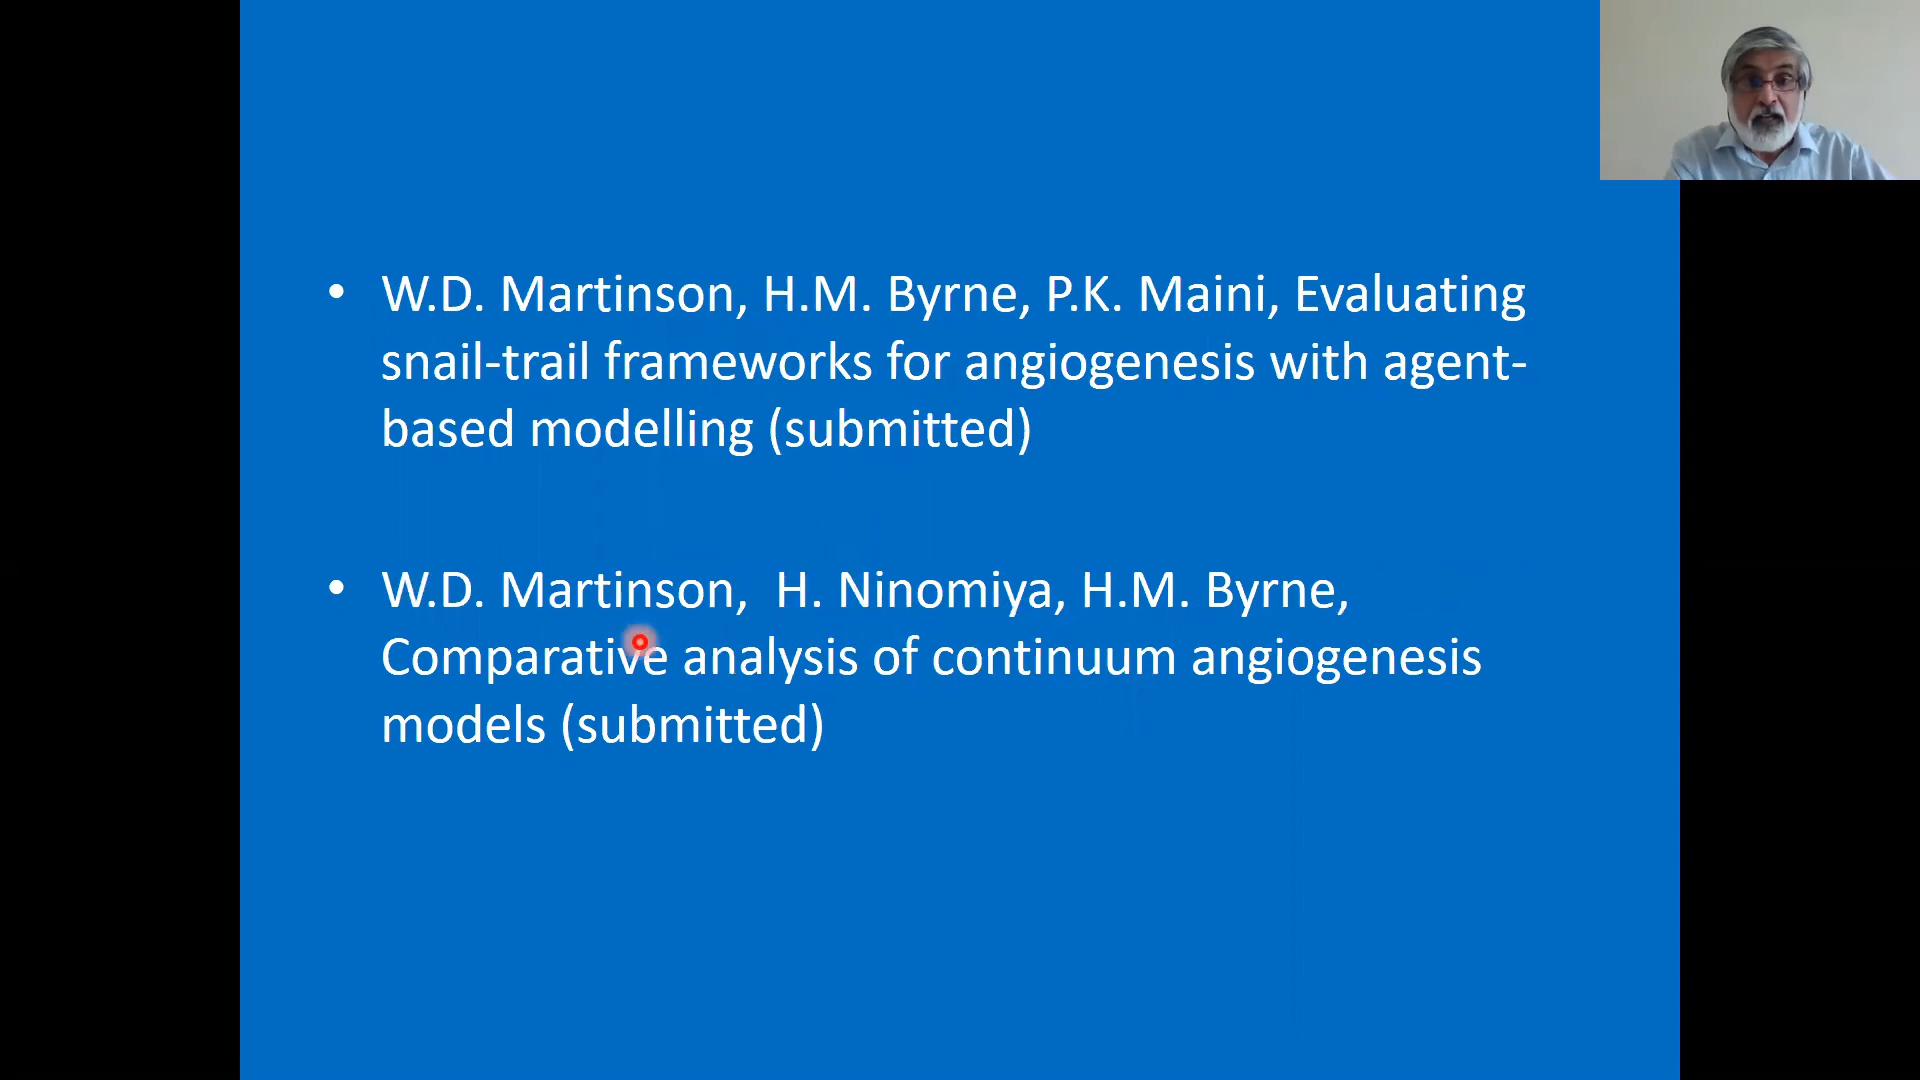 • W.D. Martinson, H.M. Byrne, P.K. Maini, Evaluating
snail-trail frameworks for angiogenesis with agent-
based modelling (submitted)
• W.D. Martinson,  H. Ninomiya, H.M. Byrne,
Comparative analysis of continuum angiogenesis
models (submitted)